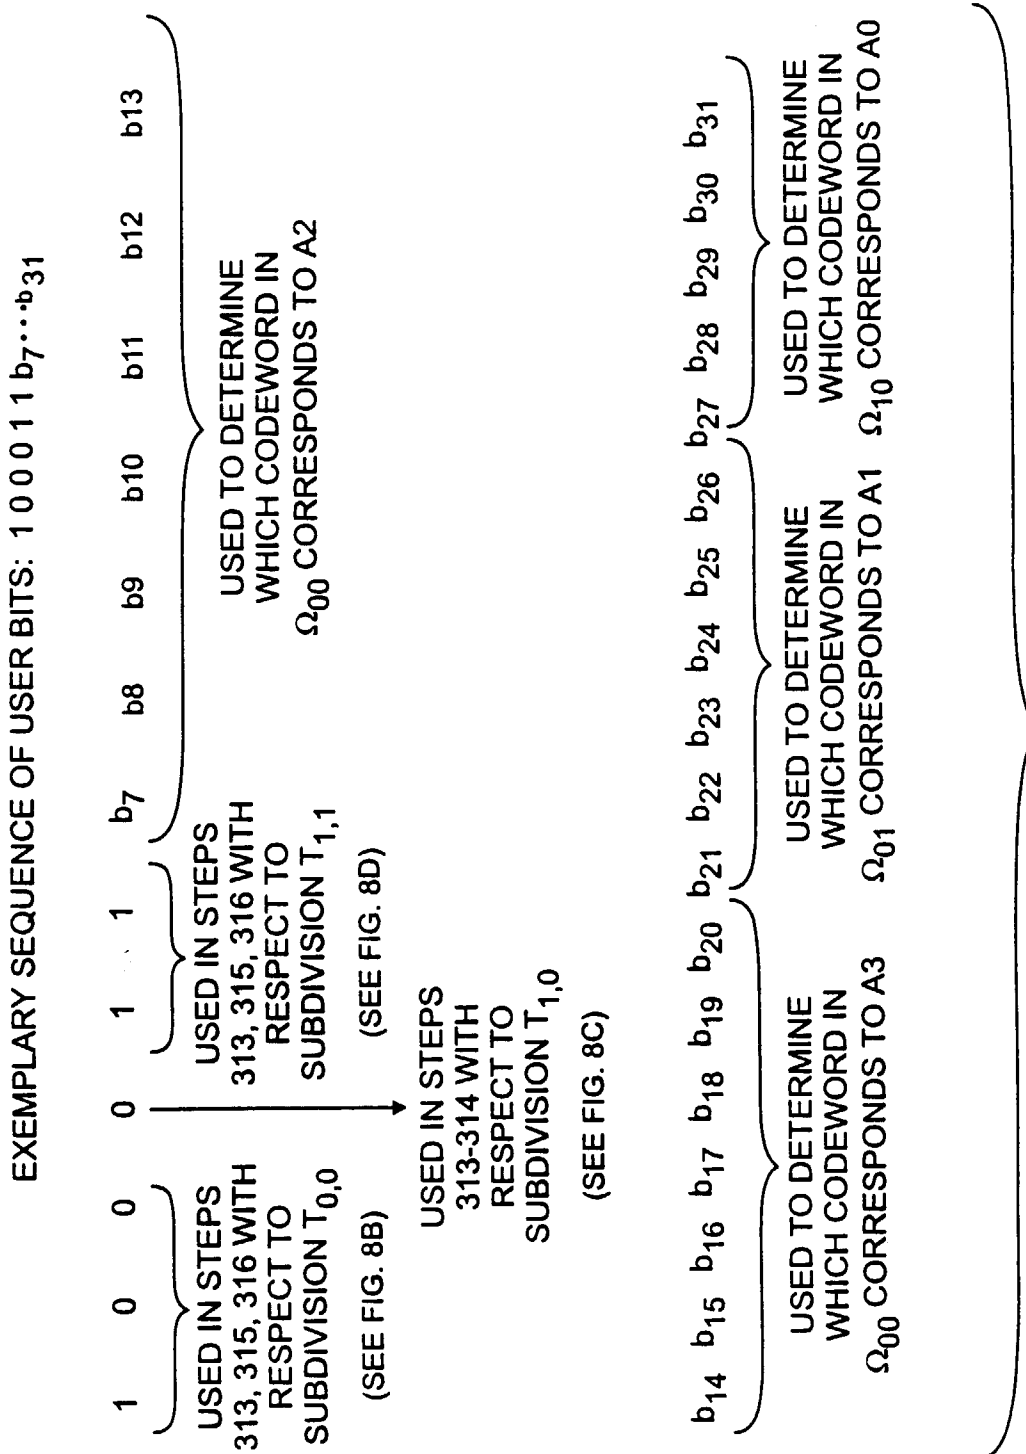 EXEMPLARY SEQUENCE OF USER BITS: 1 0 0 0 1 1 b7···b31
1 0 0 0 1 1 b7 b8 b9 b10 b11 b12 b13
USED IN STEPS
313, 315, 316 WITH
RESPECT TO
SUBDIVISION T0,0
(SEE FIG. 8B)
USED IN STEPS
313-314 WITH
RESPECT TO
SUBDIVISION T1,0
(SEE FIG. 8C)
USED IN STEPS
313, 315, 316 WITH
RESPECT TO
SUBDIVISION T1,1
(SEE FIG. 8D)
USED TO DETERMINE
WHICH CODEWORD IN
Ω00 CORRESPONDS TO A2
b14 b15 b16 b17 b18 b19 b20 b21 b22 b23 b24 b25 b26 b27 b28 b29 b30 b31
USED TO DETERMINE
WHICH CODEWORD IN
Ω00 CORRESPONDS TO A3
USED TO DETERMINE
WHICH CODEWORD IN
Ω01 CORRESPONDS TO A1
USED TO DETERMINE
WHICH CODEWORD IN
Ω10 CORRESPONDS TO A0